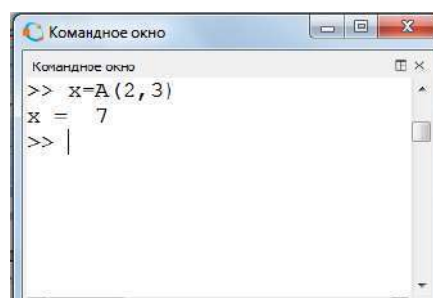 Командное окно
Командное окно
>> x=A(2,3)
x =  7
>>